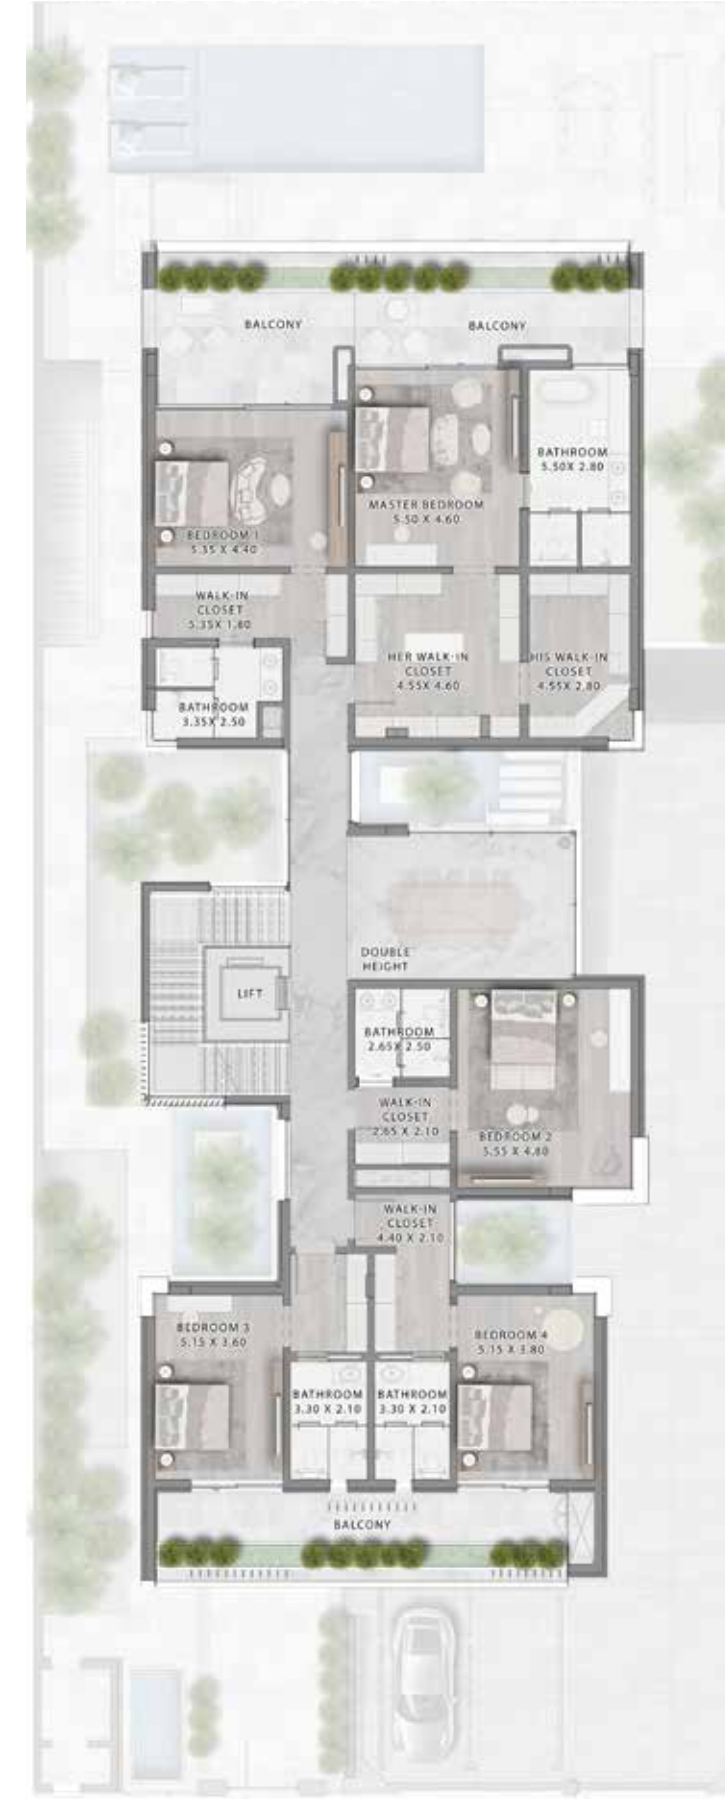 BALCONY
BALCONY
BATHROOM
5.50X 2.80
MASTER BEDROOM
5.50 X 4.60
BEDROOM 1
5.35 X 4.40
WALK-IN
CLOSET
5.35X 1.80
HER WALK-IN
CLOSET
4.55X 4.60
HIS WALK-IN
CLOSET
4.55X 2.80
BATHROOM
3.35X 2.50
DOUBLE
HEIGHT
LIFT
BATHROOM
2.65X 2.50
WALK-IN
CLOSET
2.65 X 2.10
BEDROOM 2
5.55 X 4.80
WALK-IN
CLOSET
4.40 X 2.10
BEDROOM 3
5.15 X 3.60
BEDROOM 4
5.15 X 3.80
BATHROOM
3.30 X 2.10
BATHROOM
3.30 X 2.10
BALCONY